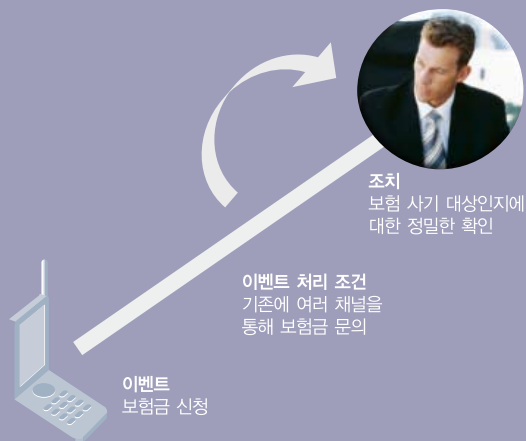 조치
보험 사기 대상인지에
대한 정밀한 확인
이벤트 처리 조건
기존에 여러 채널을
통해 보험금 문의
이벤트
보험금 신청